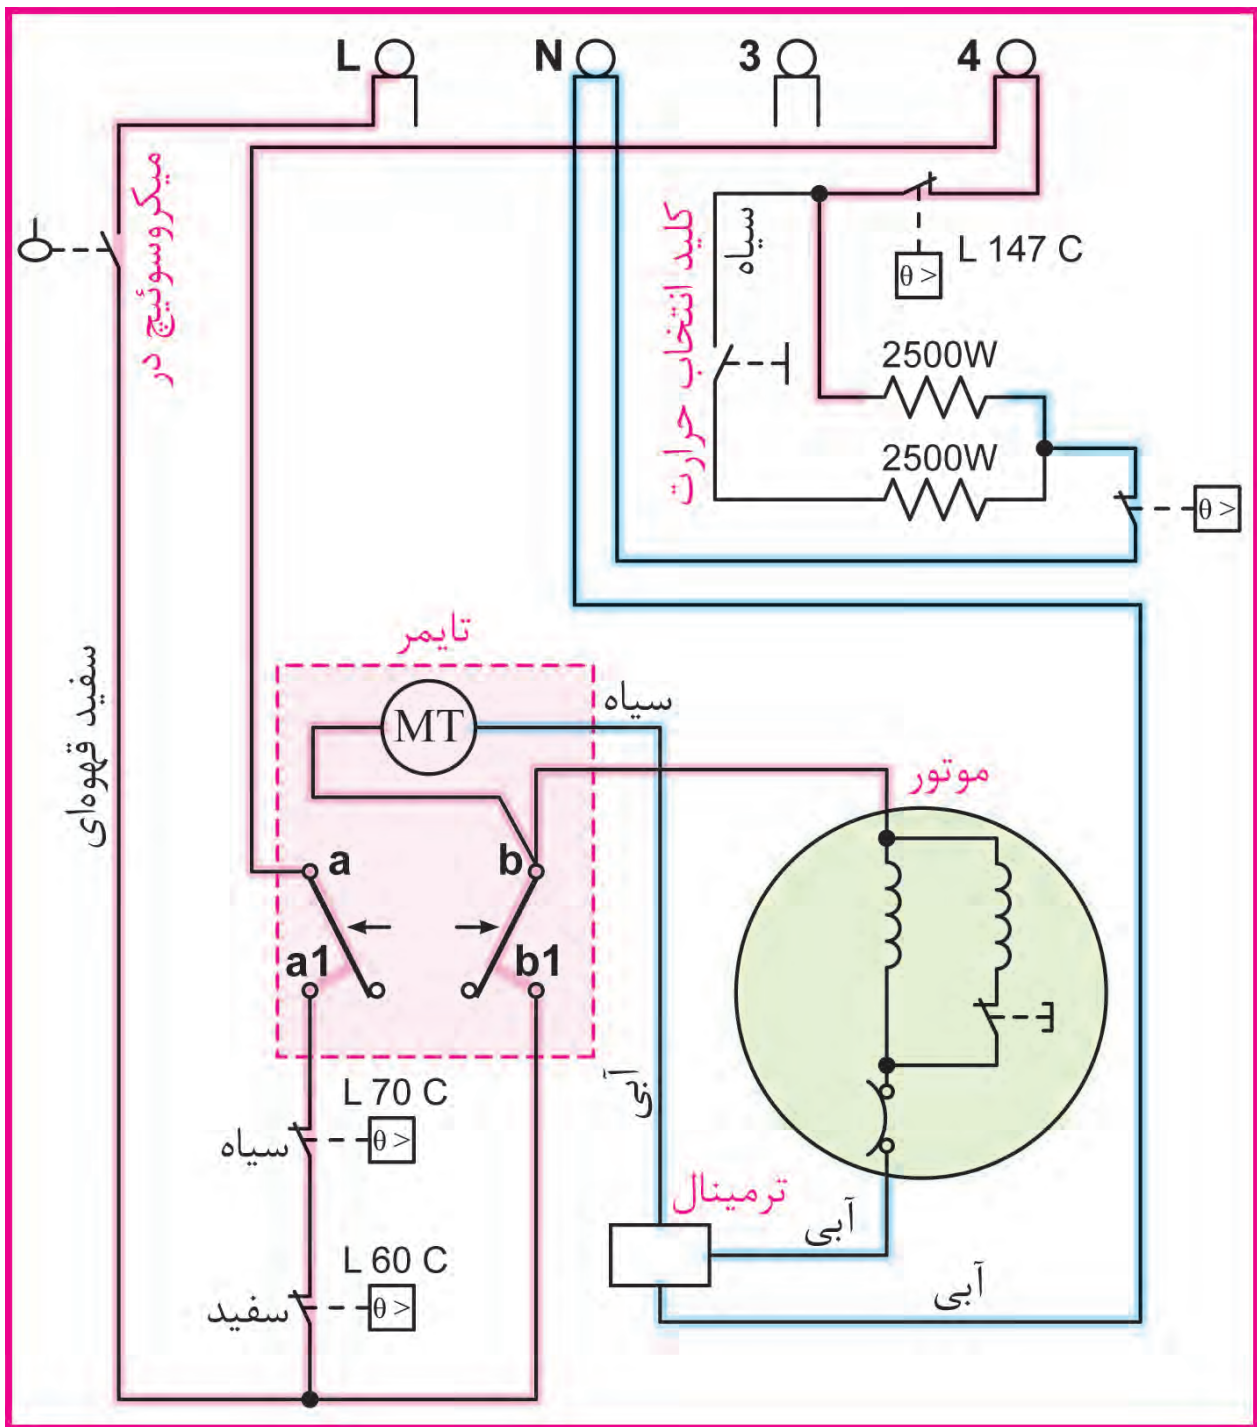 L
N
3
4
میکروسوئیچ در
سیاه
کلید انتخاب حرارت
L 147 C
θ >
2500W
2500W
θ >
سفید قهوه‌ای
تایمر
MT
سیاه
موتور
a
b
a1
b1
L 70 C
θ >
سیاه
آبی
ترمینال
آبی
آبی
L 60 C
θ >
سفید